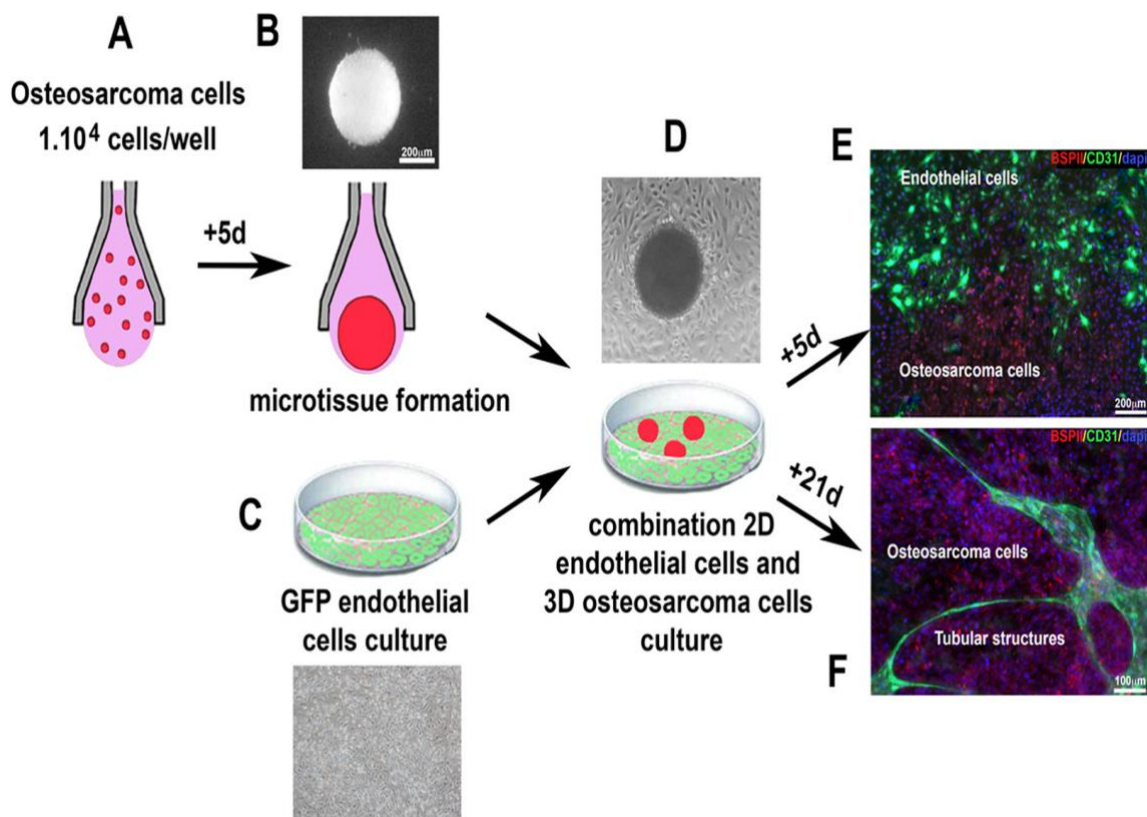 A
Osteosarcoma cells
1.10⁴ cells/well
+5d
B
200µm
microtissue formation
C
GFP endothelial
cells culture
D
combination 2D
endothelial cells and
3D osteosarcoma cells
culture
+5d
+21d
E
BSPII/CD31/dapi
Endothelial cells
Osteosarcoma cells
200µm
BSPII/CD31/dapi
Osteosarcoma cells
Tubular structures
F
100µm